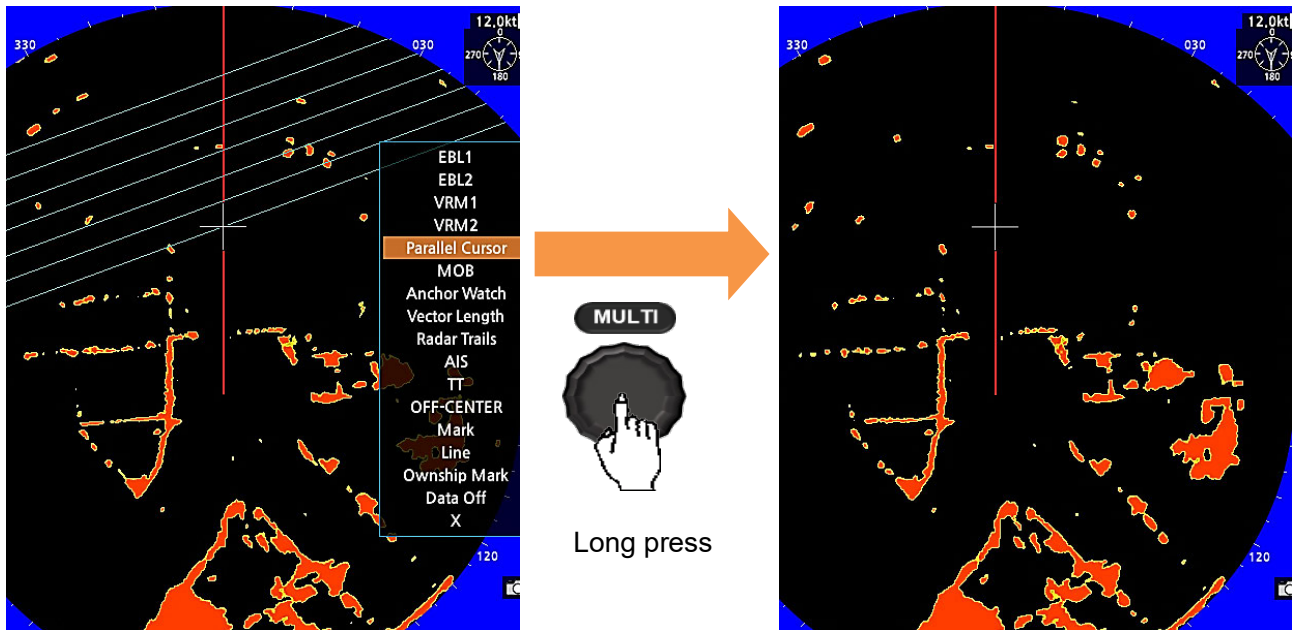 12.0kt
0
330
030
270
180
EBL1
EBL2
VRM1
VRM2
Parallel Cursor
MOB
Anchor Watch
Vector Length
Radar Trails
AIS
TT
OFF-CENTER
Mark
Line
Ownship Mark
Data Off
X
120
MULTI
Long press
12.0kt
0
330
030
270
180
120